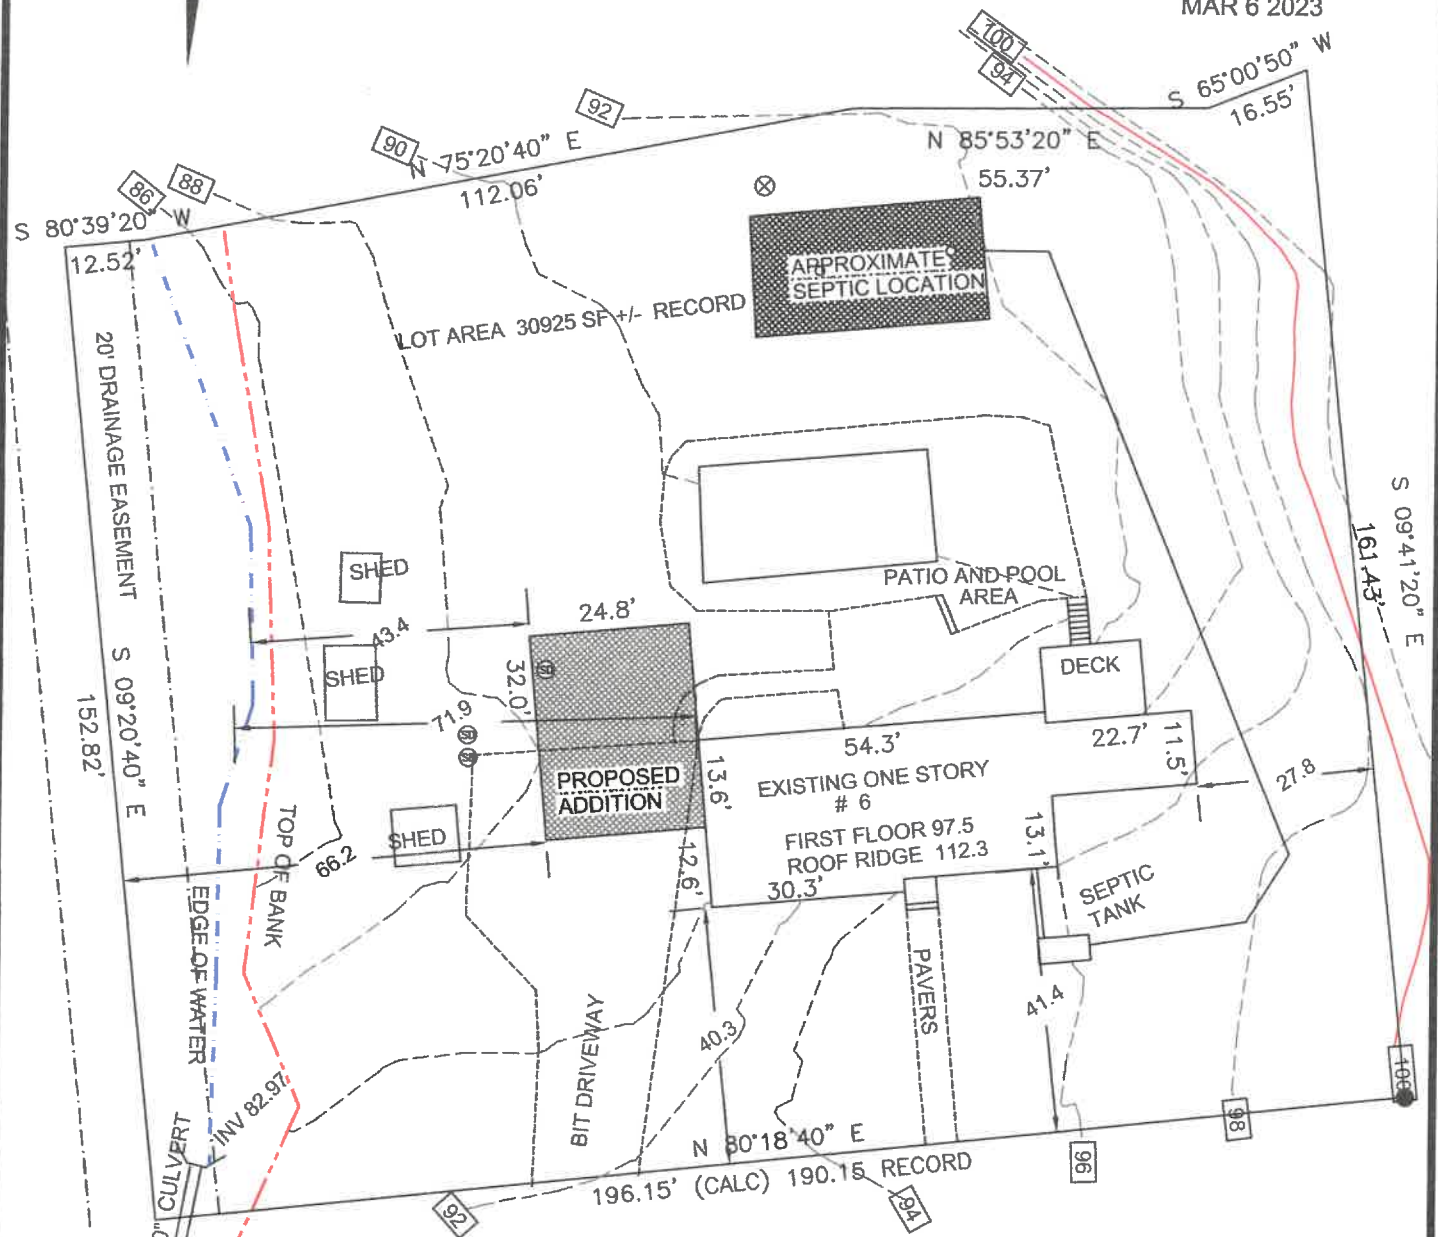 MAR 6 2023
100
94
S 65°00'50" W
16.55'
92
90
N 75°20'40" E
112.06'
N 85°53'20" E
55.37'
88
86
S 80°39'20" W
12.52'
APPROXIMATE
SEPTIC LOCATION
LOT AREA 30925 SF +/- RECORD
20' DRAINAGE EASEMENT
S 09°20'40" E
152.82'
S 09°41'20" E
161.43'
SHED
43.4
24.8'
PATIO AND POOL
AREA
SHED
32.0'
DECK
71.9
54.3'
22.7'
11.5'
27.8
PROPOSED
ADDITION
13.6'
EXISTING ONE STORY
# 6
FIRST FLOOR 97.5
ROOF RIDGE 112.3
13.1'
SHED
66.2
12.6'
30.3'
SEPTIC
TANK
TOP OF BANK
EDGE OF WATER
PAVERS
41.4
40.3
BIT DRIVEWAY
INV 82.97
CULVERT
N 80°18'40" E
196.15' (CALC) 190.15 RECORD
92
94
96
98
100